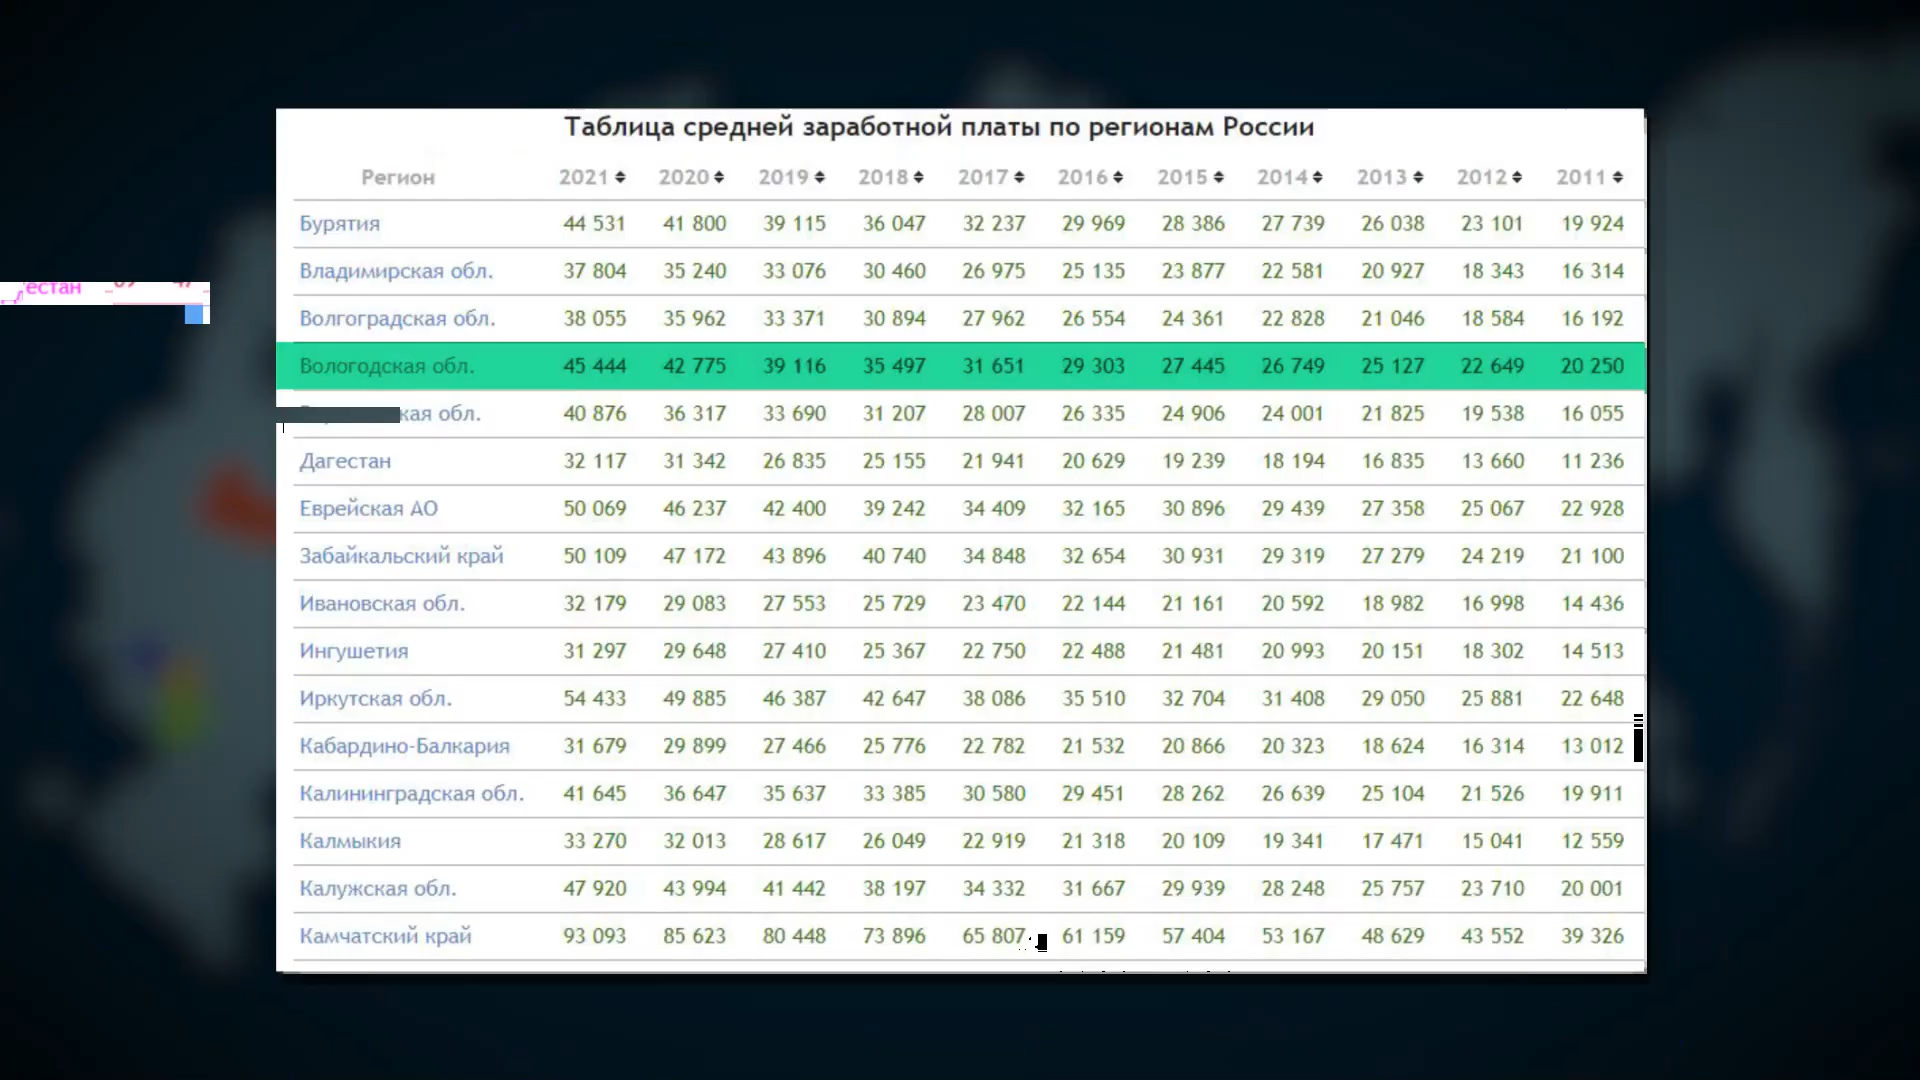 Таблица средней заработной платы по регионам России
Регион 2021 2020 2019 2018 2017 2016 2015 2014 2013 2012 2011
Бурятия 44 531 41 800 39 115 36 047 32 237 29 969 28 386 27 739 26 038 23 101 19 924
Владимирская обл. 37 804 35 240 33 076 30 460 26 975 25 135 23 877 22 581 20 927 18 343 16 314
естан
Волгоградская обл. 38 055 35 962 33 371 30 894 27 962 26 554 24 361 22 828 21 046 18 584 16 192
Вологодская обл. 45 444 42 775 39 116 35 497 31 651 29 303 27 445 26 749 25 127 22 649 20 250
кая обл. 40 876 36 317 33 690 31 207 28 007 26 335 24 906 24 001 21 825 19 538 16 055
Дагестан 32 117 31 342 26 835 25 155 21 941 20 629 19 239 18 194 16 835 13 660 11 236
Еврейская АО 50 069 46 237 42 400 39 242 34 409 32 165 30 896 29 439 27 358 25 067 22 928
Забайкальский край 50 109 47 172 43 896 40 740 34 848 32 654 30 931 29 319 27 279 24 219 21 100
Ивановская обл. 32 179 29 083 27 553 25 729 23 470 22 144 21 161 20 592 18 982 16 998 14 436
Ингушетия 31 297 29 648 27 410 25 367 22 750 22 488 21 481 20 993 20 151 18 302 14 513
Иркутская обл. 54 433 49 885 46 387 42 647 38 086 35 510 32 704 31 408 29 050 25 881 22 648
Кабардино-Балкария 31 679 29 899 27 466 25 776 22 782 21 532 20 866 20 323 18 624 16 314 13 012
Калининградская обл. 41 645 36 647 35 637 33 385 30 580 29 451 28 262 26 639 25 104 21 526 19 911
Калмыкия 33 270 32 013 28 617 26 049 22 919 21 318 20 109 19 341 17 471 15 041 12 559
Калужская обл. 47 920 43 994 41 442 38 197 34 332 31 667 29 939 28 248 25 757 23 710 20 001
Камчатский край 93 093 85 623 80 448 73 896 65 807 61 159 57 404 53 167 48 629 43 552 39 326